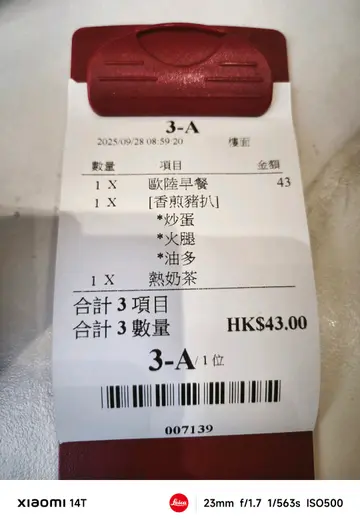 3-A
2025/09/28 08:59:20 樓面
數量 項目 金額
1 X 歐陸早餐 43
1 X [香煎豬扒]
*炒蛋
*火腿
*油多
1 X 熱奶茶
合計 3 項目
合計 3 數量 HK$43.00
3-A/1 位
007139
XIAOMI 14T
Leica
23mm f/1.7 1/563s ISO500